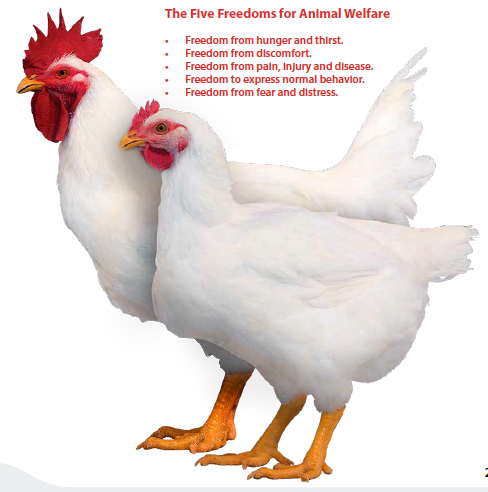 The Five Freedoms for Animal Welfare
• Freedom from hunger and thirst.
• Freedom from discomfort.
• Freedom from pain, injury and disease.
• Freedom to express normal behavior.
• Freedom from fear and distress.